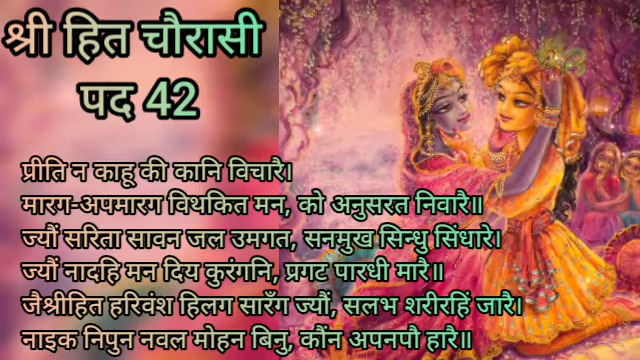 श्री हित चौरासी
पद 42
प्रीति न काहू की कानि विचारै।
मारग-अपमारग विथकित मन, को अनुसरत निवारै॥
ज्यौं सरिता सावन जल उमगत, सनमुख सिन्धु सिंधारे।
ज्यौं नादहि मन दिय कुरंगनि, प्रगट पारधी मारै॥
जैश्रीहित हरिवंश हिलग सारँग ज्यौं, सलभ शरीरहिं जारै।
नाइक निपुन नवल मोहन बिनु, कौंन अपनपौ हारै॥